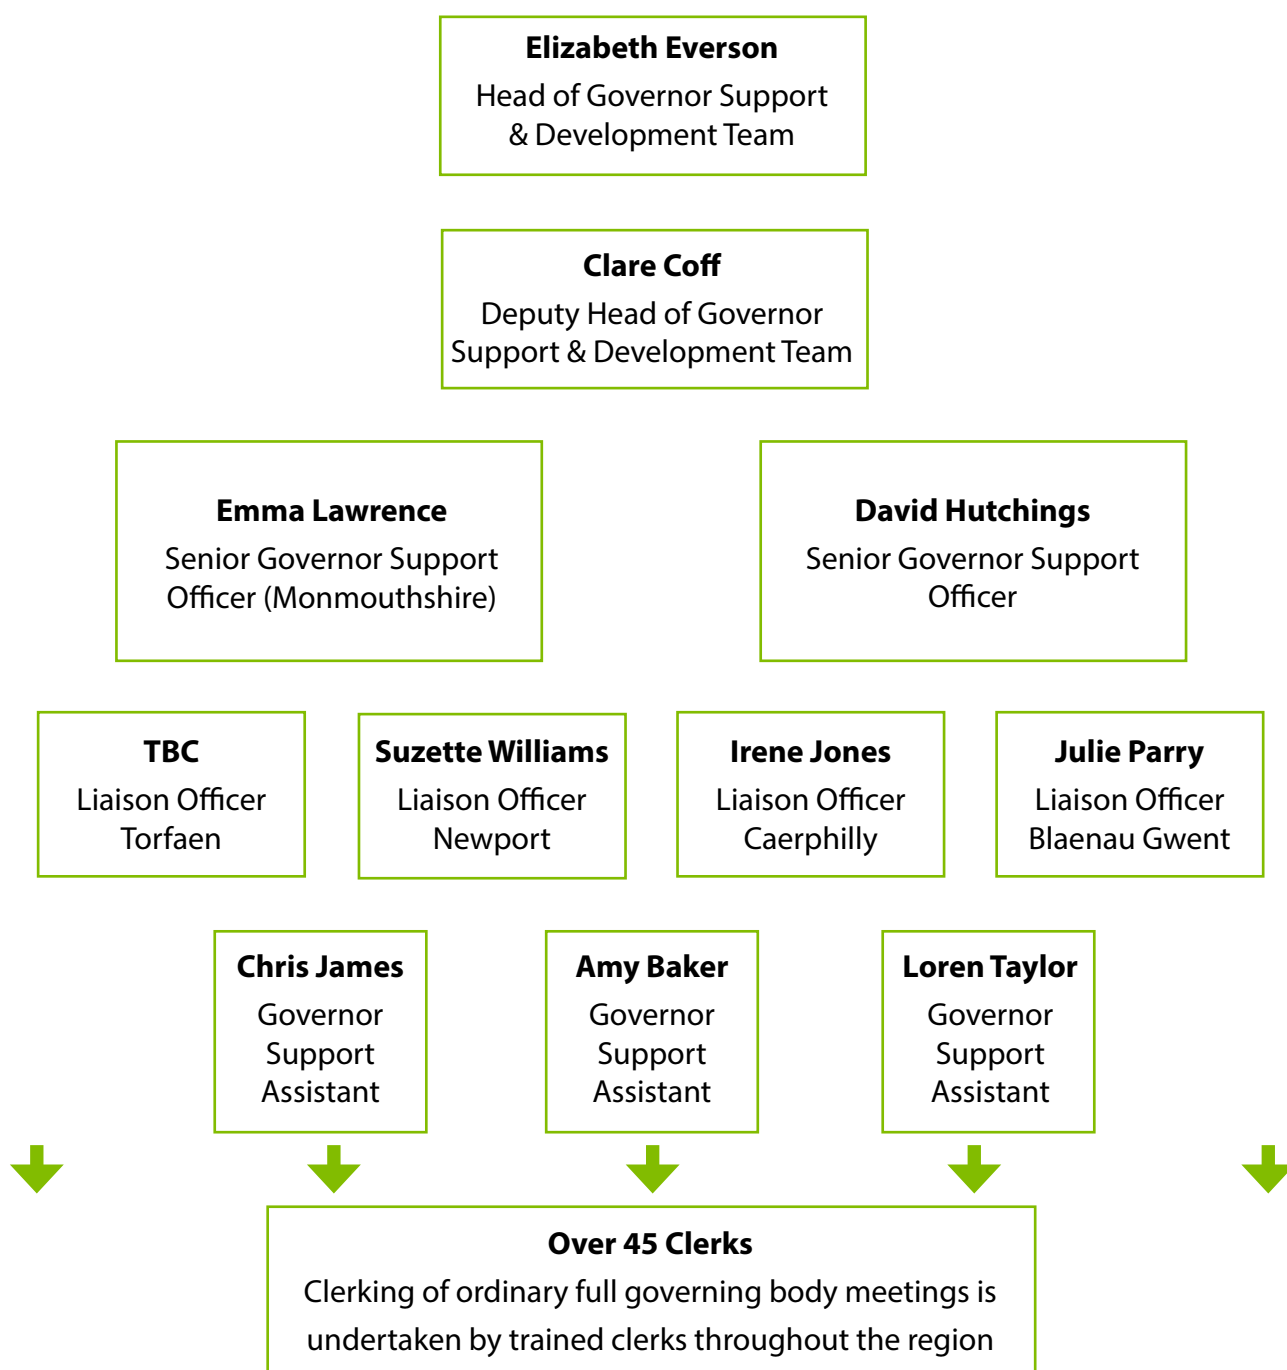 Elizabeth Everson
Head of Governor Support
& Development Team
Clare Coff
Deputy Head of Governor
Support & Development Team
Emma Lawrence
Senior Governor Support
Officer (Monmouthshire)
David Hutchings
Senior Governor Support
Officer
TBC
Liaison Officer
Torfaen
Suzette Williams
Liaison Officer
Newport
Irene Jones
Liaison Officer
Caerphilly
Julie Parry
Liaison Officer
Blaenau Gwent
Chris James
Governor
Support
Assistant
Amy Baker
Governor
Support
Assistant
Loren Taylor
Governor
Support
Assistant
Over 45 Clerks
Clerking of ordinary full governing body meetings is
undertaken by trained clerks throughout the region